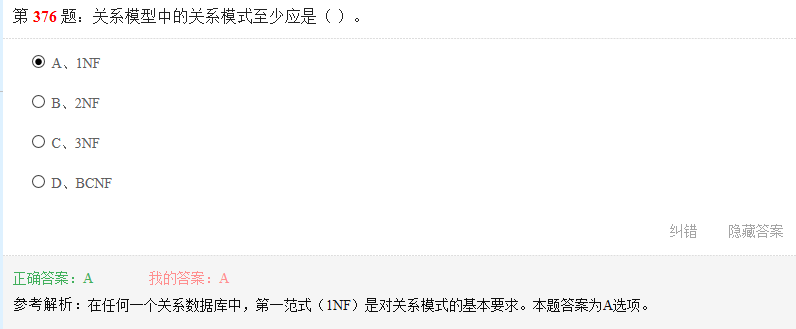 第 376 题：关系模型中的关系模式至少应是（ ）。
A、1NF
B、2NF
C、3NF
D、BCNF
纠错 隐藏答案
正确答案：A 我的答案：A
参考解析：在任何一个关系数据库中，第一范式（1NF）是对关系模式的基本要求。本题答案为A选项。